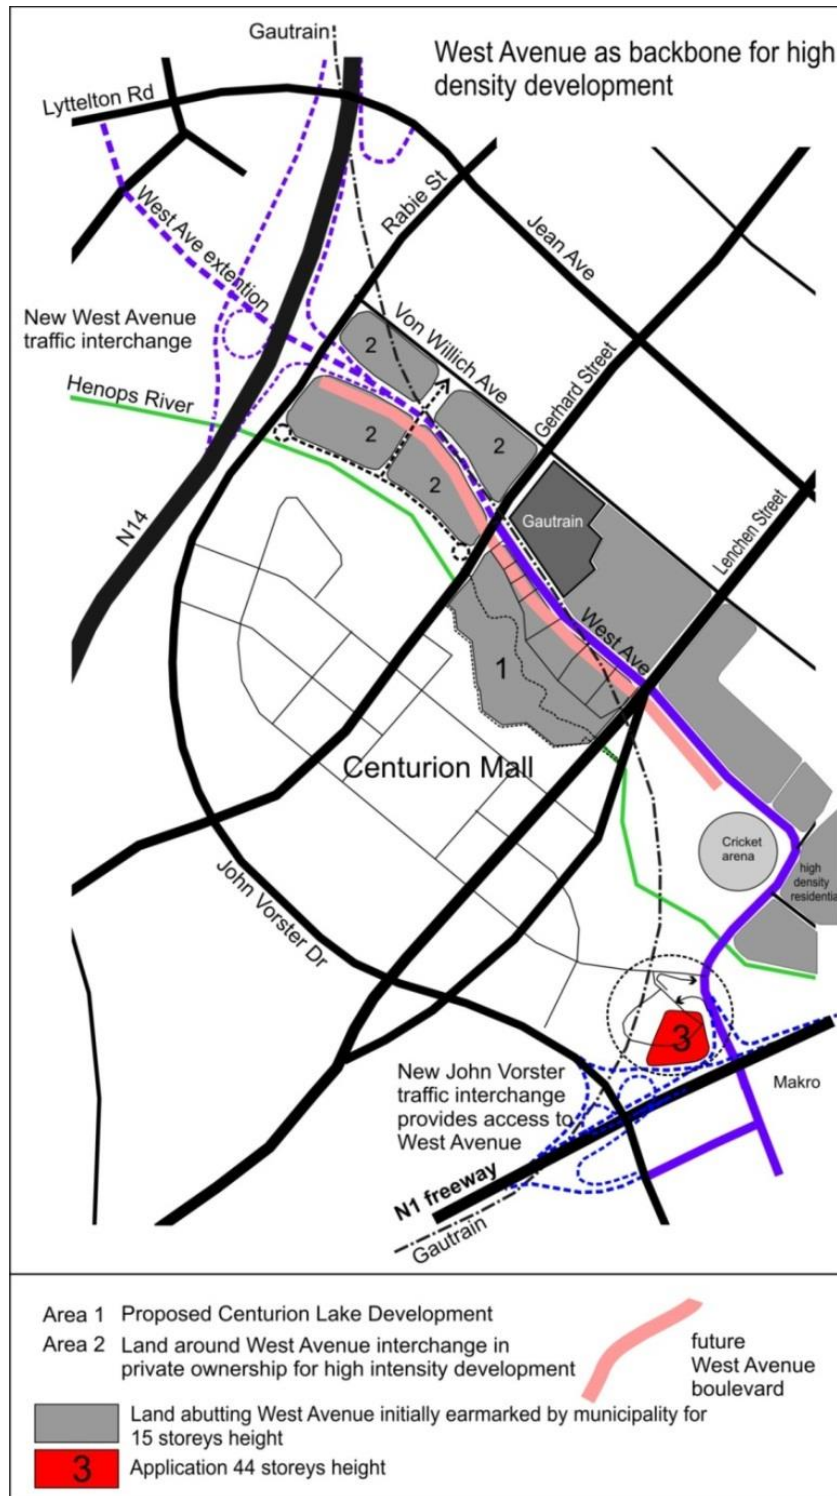 Gautrain
West Avenue as backbone for high
density development
Lyttelton Rd
Rabie St
West Ave extention
Jean Ave
New West Avenue
traffic interchange
Von Willich Ave
2
Henops River
Gerhard Street
2
2
2
N14
Gautrain
Lenchen Street
West Ave
1
Centurion Mall
Cricket
arena
high
density
residentia
John Vorster Dr
3
New John Vorster
traffic interchange
provides access to
West Avenue
Makro
N1 freeway
Gautrain
Area 1 Proposed Centurion Lake Development
Area 2 Land around West Avenue interchange in
private ownership for high intensity development
future
West Avenue
boulevard
Land abutting West Avenue initially earmarked by municipality for
15 storeys height
3 Application 44 storeys height